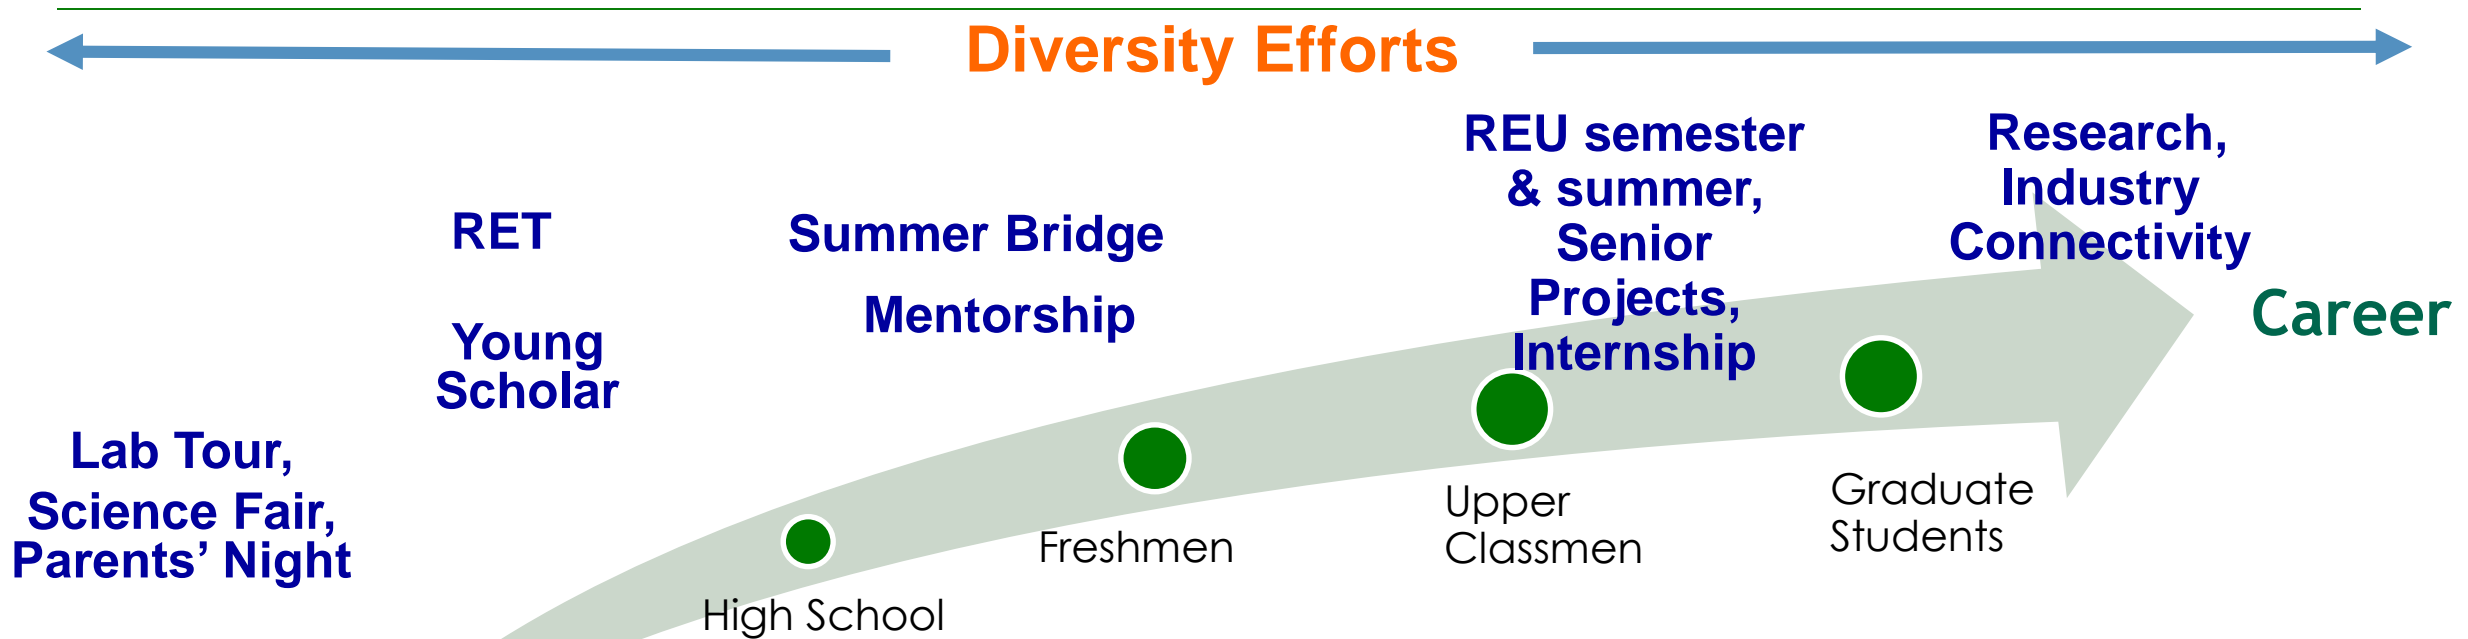 Diversity Efforts
REU semester
& summer,
Senior
Projects,
Internship
Research,
Industry
Connectivity
RET
Young
Scholar
Summer Bridge
Mentorship
Career
Lab Tour,
Science Fair,
Parents’ Night
High School
Freshmen
Upper
Classmen
Graduate
Students